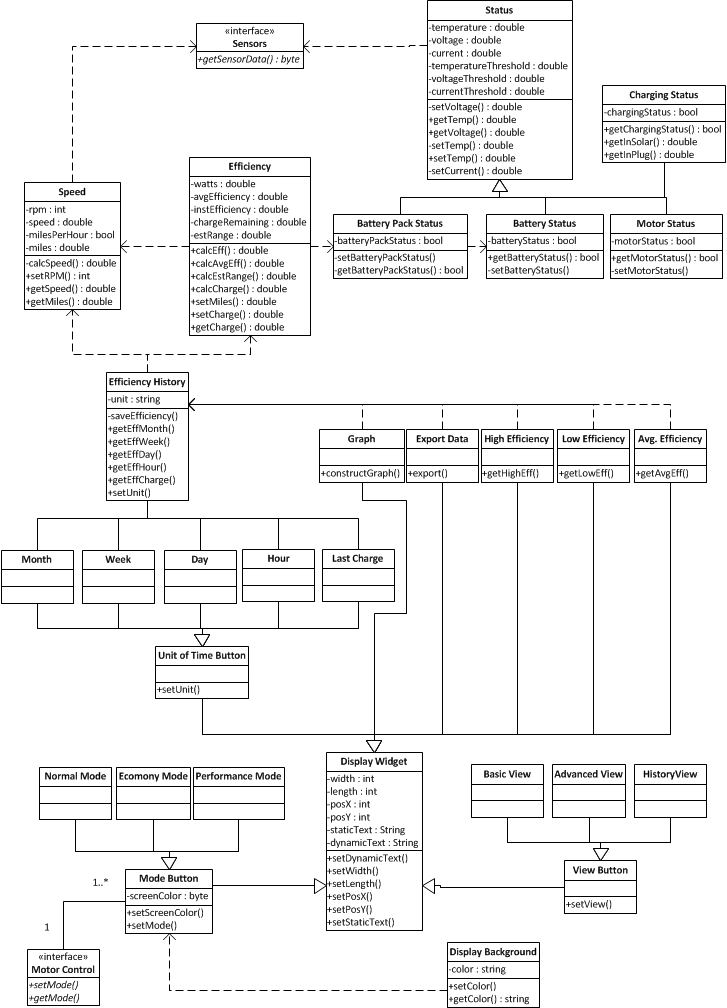 Status
-temperature : double
-voltage : double
-current : double
-temperatureThreshold : double
-voltageThreshold : double
-currentThreshold : double
-setVoltage() : double
+getTemp() : double
+getVoltage() : double
-setTemp() : double
+setTemp() : double
-setCurrent() : double
«interface»
Sensors
+getSensorData() : byte
Charging Status
-chargingStatus : bool
+getChargingStatus() : bool
+getInSolar() : double
+getInPlug() : double
Speed
-rpm : int
-speed : double
-milesPerHour : bool
-miles : double
-calcSpeed() : double
+setRPM() : int
+getSpeed() : double
+getMiles() : double
Efficiency
-watts : double
-avgEfficiency : double
-instEfficiency : double
-chargeRemaining : double
-estRange : double
+calcEff() : double
+calcAvgEff() : double
+calcEstRange() : double
+calcCharge() : double
+setMiles() : double
+setCharge() : double
+getCharge() : double
Battery Pack Status
-batteryPackStatus : bool
-setBatteryPackStatus()
-getBatteryPackStatus() : bool
Battery Status
-batteryStatus : bool
+getBatteryStatus() : bool
-setBatteryStatus()
Motor Status
-motorStatus : bool
+getMotorStatus() : bool
-setMotorStatus()
Efficiency History
-unit : string
-saveEfficiency()
+getEffMonth()
+getEffWeek()
+getEffDay()
+getEffHour()
+getEffCharge()
+setUnit()
Graph
+constructGraph()
Export Data
+export()
High Efficiency
+getHighEff()
Low Efficiency
+getLowEff()
Avg. Efficiency
+getAvgEff()
Month
Week
Day
Hour
Last Charge
Unit of Time Button
+setUnit()
Normal Mode
Ecomony Mode
Performance Mode
Display Widget
-width : int
-length : int
-posX : int
-posY : int
-staticText : String
-dynamicText : String
+setDynamicText()
+setWidth()
+setLength()
+setPosX()
+setPosY()
+setStaticText()
Basic View
Advanced View
HistoryView
Mode Button
-screenColor : byte
+setScreenColor()
+setMode()
View Button
+setView()
1..*
1
«interface»
Motor Control
+setMode()
+getMode()
Display Background
-color : string
+setColor()
+getColor() : string